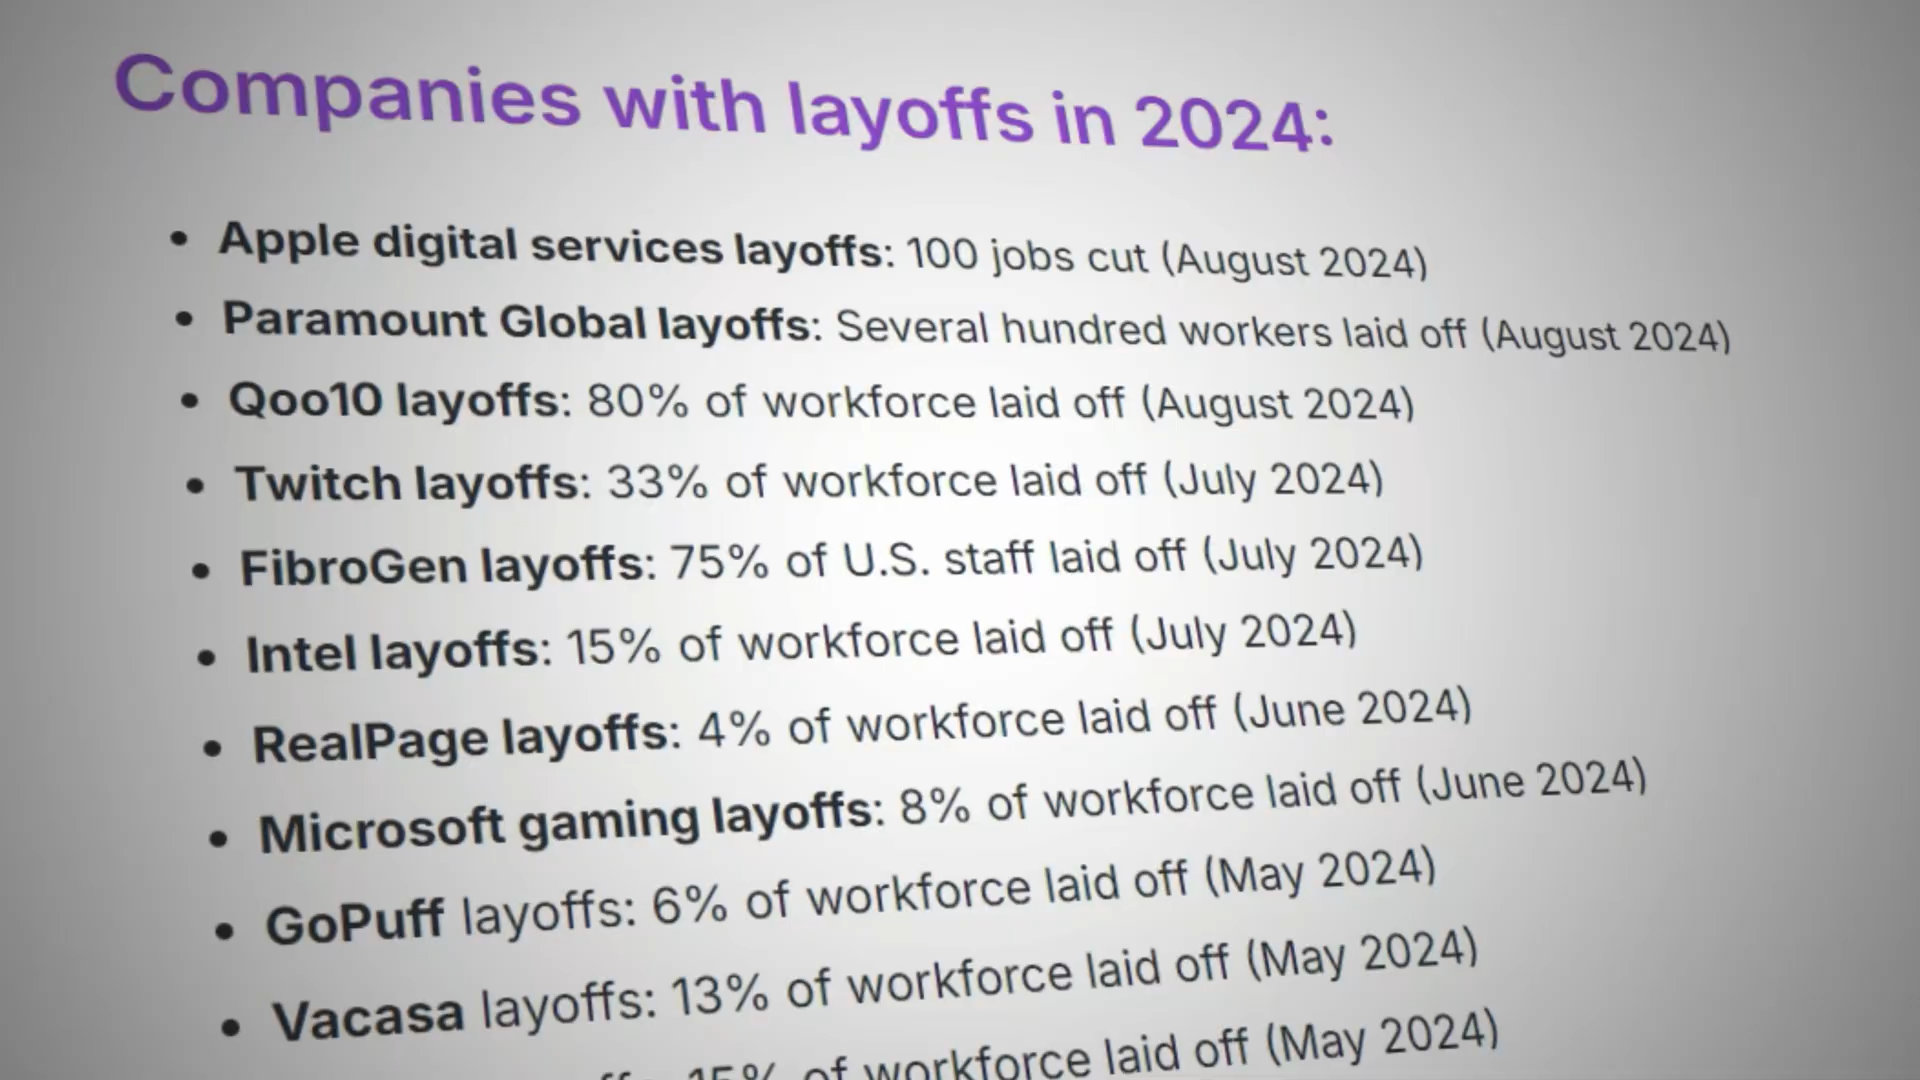 Companies with layoffs in 2024:
• Apple digital services layoffs: 100 jobs cut (August 2024)
• Paramount Global layoffs: Several hundred workers laid off (August 2024)
• Qoo10 layoffs: 80% of workforce laid off (August 2024)
• Twitch layoffs: 33% of workforce laid off (July 2024)
• FibroGen layoffs: 75% of U.S. staff laid off (July 2024)
• Intel layoffs: 15% of workforce laid off (July 2024)
• RealPage layoffs: 4% of workforce laid off (June 2024)
• Microsoft gaming layoffs: 8% of workforce laid off (June 2024)
• GoPuff layoffs: 6% of workforce laid off (May 2024)
• Vacasa layoffs: 13% of workforce laid off (May 2024)
15% of workforce laid off (May 2024)